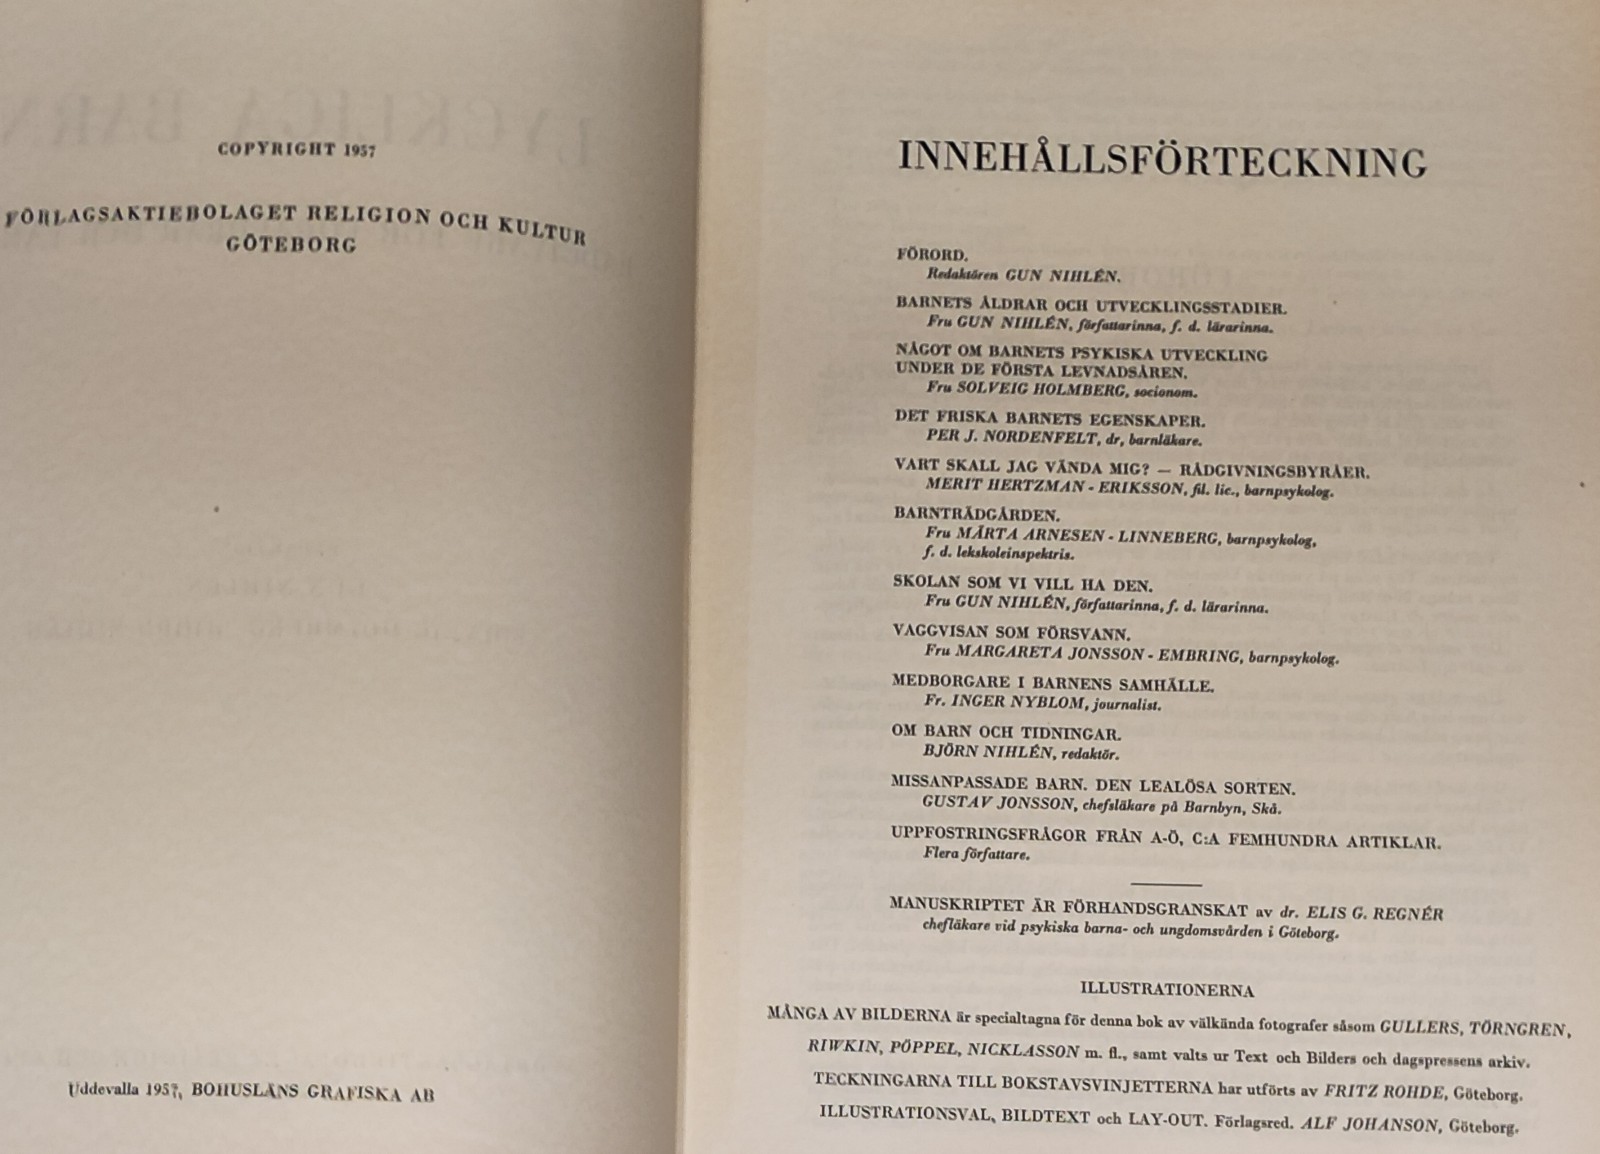 COPYRIGHT 1957
FÖRLAGSAKTIEBOLAGET RELIGION OCH KULTUR
GÖTEBORG
Uddevalla 1957, BOHUSLÄNS GRAFISKA AB
INNEHÅLLSFÖRTECKNING
FÖRORD.
Redaktören GUN NIHLÉN.
BARNETS ÅLDRAR OCH UTVECKLINGSSTADIER.
Fru GUN NIHLÉN, författarinna, f. d. lärarinna.
NÅGOT OM BARNETS PSYKISKA UTVECKLING
UNDER DE FÖRSTA LEVNADSÅREN.
Fru SOLVEIG HOLMBERG, socionom.
DET FRISKA BARNETS EGENSKAPER.
PER J. NORDENFELT, dr, barnläkare.
VART SKALL JAG VÄNDA MIG? — RÅDGIVNINGSBYRÅER.
MERIT HERTZMAN - ERIKSSON, fil. lic., barnpsykolog.
BARNTRÄDGÅRDEN.
Fru MÄRTA ARNESEN - LINNEBERG, barnpsykolog,
f. d. lekskoleinspektris.
SKOLAN SOM VI VILL HA DEN.
Fru GUN NIHLÉN, författarinna, f. d. lärarinna.
VAGGVISAN SOM FÖRSVANN.
Fru MARGARETA JONSSON - EMBRING, barnpsykolog.
MEDBORGARE I BARNENS SAMHÄLLE.
Fr. INGER NYBLOM, journalist.
OM BARN OCH TIDNINGAR.
BJÖRN NIHLÉN, redaktör.
MISSANPASSADE BARN. DEN LEALÖSA SORTEN.
GUSTAV JONSSON, chefsläkare på Barnbyn, Skå.
UPPFOSTRINGSFRÅGOR FRÅN A-Ö, C:A FEMHUNDRA ARTIKLAR.
Flera författare.
MANUSKRIPTET ÄR FÖRHANDSGRANSKAT av dr. ELIS G. REGNÉR
chefläkare vid psykiska barna- och ungdomsvården i Göteborg.
ILLUSTRATIONERNA
MÅNGA AV BILDERNA är specialtagna för denna bok av välkända fotografer såsom GULLERS, TÖRNGREN,
RIWKIN, PÖPPEL, NICKLASSON m. fl., samt valts ur Text och Bilders och dagspressens arkiv.
TECKNINGARNA TILL BOKSTAVSVINJETTERNA har utförts av FRITZ ROHDE, Göteborg.
ILLUSTRATIONSVAL, BILDTEXT och LAY-OUT. Förlagsred. ALF JOHANSON, Göteborg.